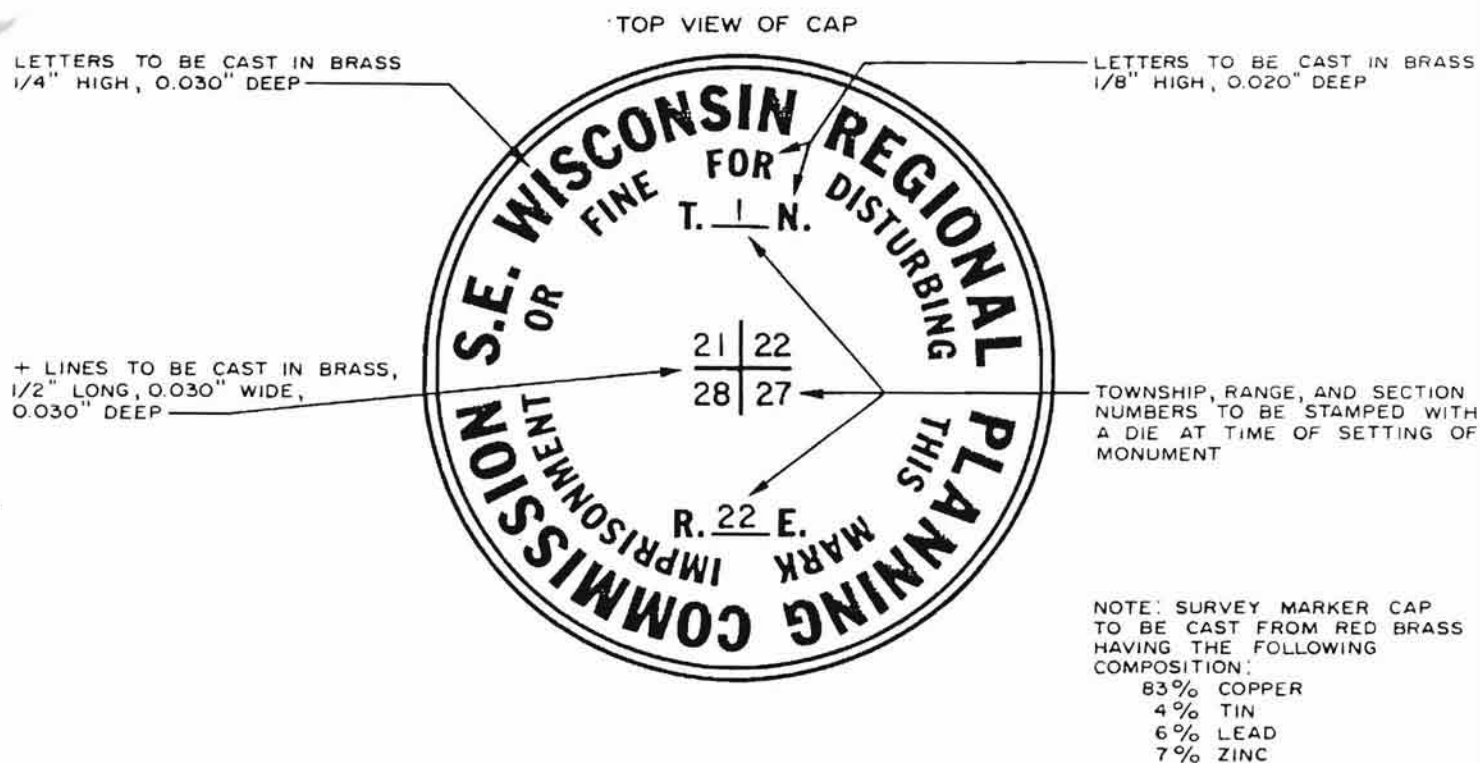 TOP VIEW OF CAP
LETTERS TO BE CAST IN BRASS
1/4" HIGH, 0.030" DEEP
LETTERS TO BE CAST IN BRASS
1/8" HIGH, 0.020" DEEP
S.E. WISCONSIN REGIONAL PLANNING COMMISSION
FINE FOR DISTURBING THIS MARK IMPRISONMENT OR
T. 1 N.
21 22
28 27
R. 22 E.
+ LINES TO BE CAST IN BRASS,
1/2" LONG, 0.030" WIDE,
0.030" DEEP
TOWNSHIP, RANGE, AND SECTION
NUMBERS TO BE STAMPED WITH
A DIE AT TIME OF SETTING OF
MONUMENT
NOTE: SURVEY MARKER CAP
TO BE CAST FROM RED BRASS
HAVING THE FOLLOWING
COMPOSITION:
83% COPPER
4% TIN
6% LEAD
7% ZINC